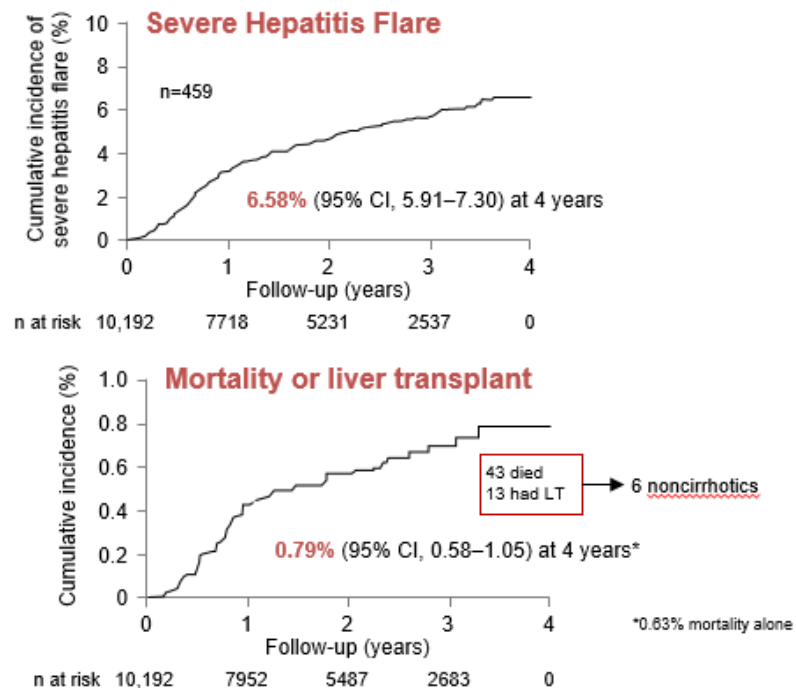 Severe Hepatitis Flare
Cumulative incidence of
severe hepatitis flare (%)
10
8
6
4
2
0
n=459
6.58% (95% CI, 5.91–7.30) at 4 years
0 1 2 3 4
Follow-up (years)
n at risk 10,192 7718 5231 2537 0
Mortality or liver transplant
Cumulative incidence (%)
1.0
0.8
0.6
0.4
0.2
0
43 died
13 had LT
6 noncirrhotics
0.79% (95% CI, 0.58–1.05) at 4 years*
0 1 2 3 4
Follow-up (years)
*0.63% mortality alone
n at risk 10,192 7952 5487 2683 0